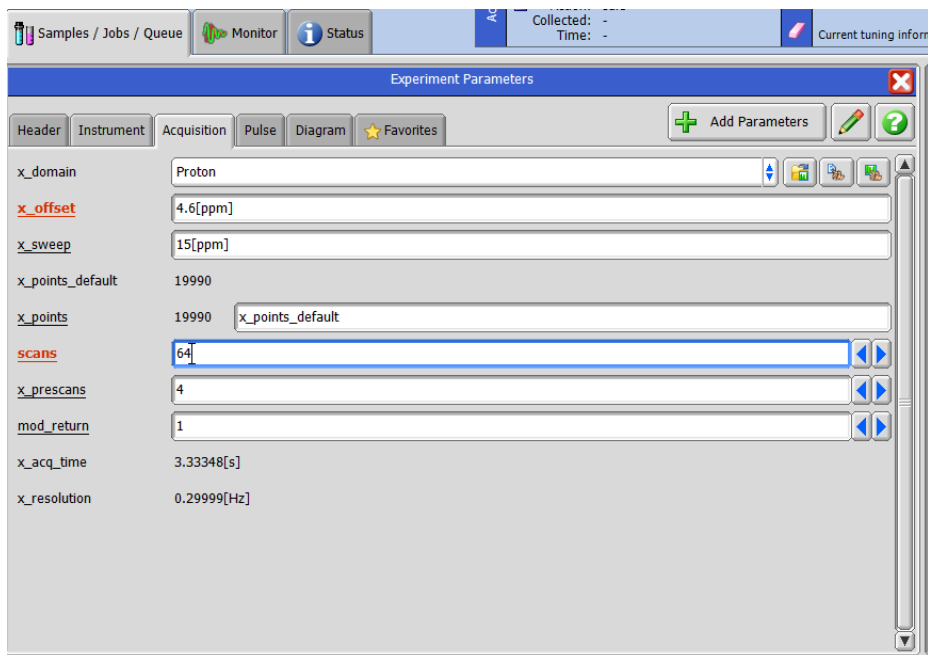 Samples / Jobs / Queue Monitor Status
Collected: -
Time: -
Current tuning inform
Experiment Parameters
Header Instrument Acquisition Pulse Diagram Favorites Add Parameters
x_domain Proton
x_offset 4.6[ppm]
x_sweep 15[ppm]
x_points_default 19990
x_points 19990 x_points_default
scans 64
x_prescans 4
mod_return 1
x_acq_time 3.33348[s]
x_resolution 0.29999[Hz]